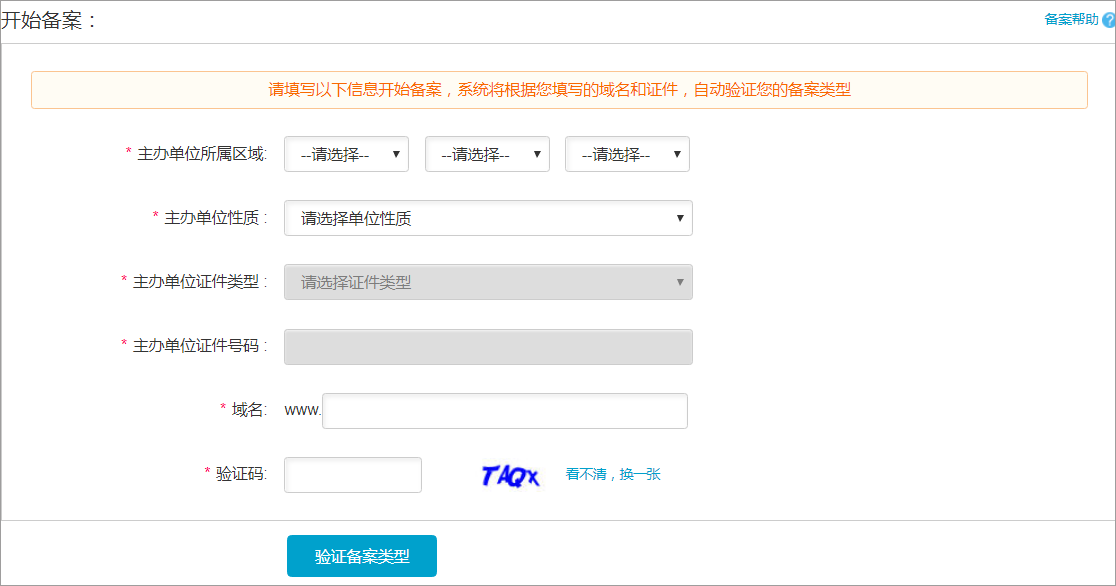 开始备案：
备案帮助 ?
请填写以下信息开始备案，系统将根据您填写的域名和证件，自动验证您的备案类型
* 主办单位所属区域: --请选择-- --请选择-- --请选择--
* 主办单位性质： 请选择单位性质
* 主办单位证件类型： 请选择证件类型
* 主办单位证件号码：
* 域名: www.
* 验证码: TAQx 看不清，换一张
验证备案类型